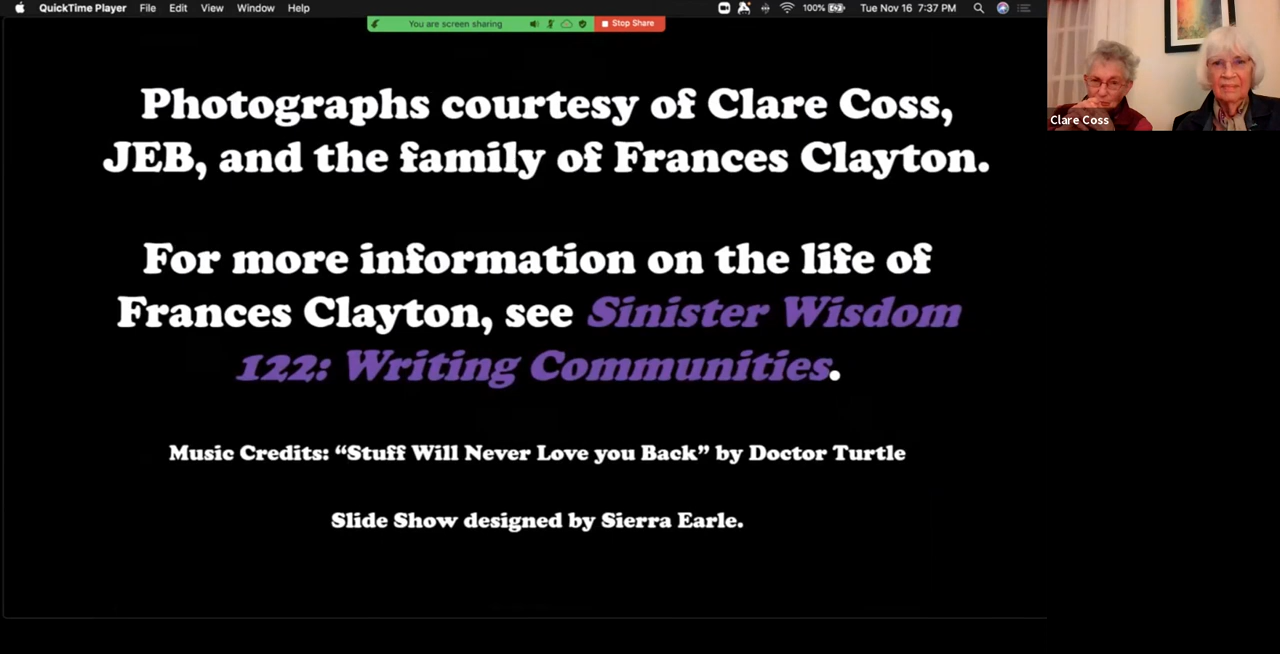 QuickTime Player File Edit View Window Help 100% Tue Nov 16 7:37 PM
You are screen sharing Stop Share
Clare Coss
Photographs courtesy of Clare Coss,
JEB, and the family of Frances Clayton.
For more information on the life of
Frances Clayton, see Sinister Wisdom
122: Writing Communities.
Music Credits: “Stuff Will Never Love you Back” by Doctor Turtle
Slide Show designed by Sierra Earle.